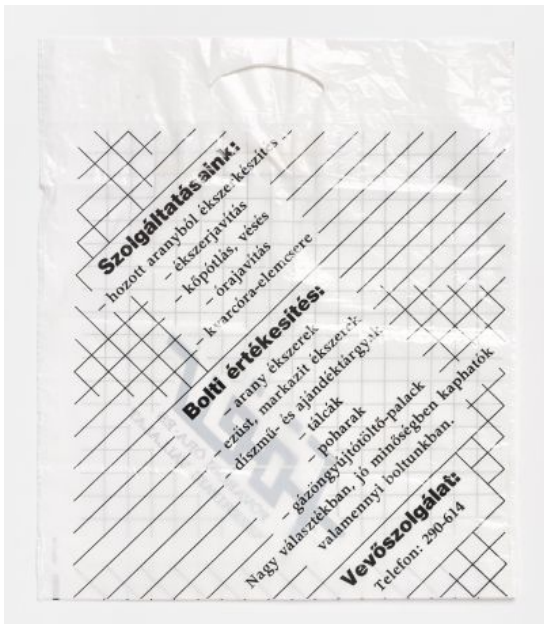 Szolgáltatásaink:
- hozott aranyból ékszerkészítés
- ékszerjavítás
- kőpótlás, vésés
- órajavítás
- kvarcóra-elemcsere
Bolti értékesítés:
- arany ékszerek
ezüst, markazit ékszerek
díszmű- és ajándéktárgyak
- tálcák
- poharak
- gázöngyújtótöltő-palack
Nagy választékban, jó minőségben kaphatók
valamennyi boltunkban.
Vevőszolgálat:
Telefon: 290-614